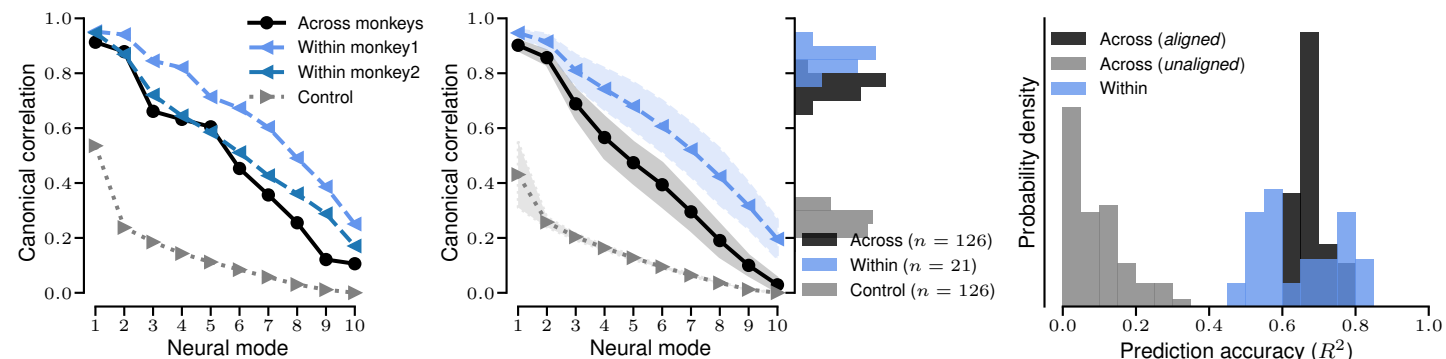 1.0
0.8
0.6
0.4
0.2
0.0
Canonical correlation
1 2 3 4 5 6 7 8 9 10
Neural mode
Across monkeys
Within monkey1
Within monkey2
Control
1.0
0.8
0.6
0.4
0.2
0.0
Canonical correlation
1 2 3 4 5 6 7 8 9 10
Neural mode
Across (n = 126)
Within (n = 21)
Control (n = 126)
Probability density
Across (aligned)
Across (unaligned)
Within
0.0 0.2 0.4 0.6 0.8 1.0
Prediction accuracy (R²)